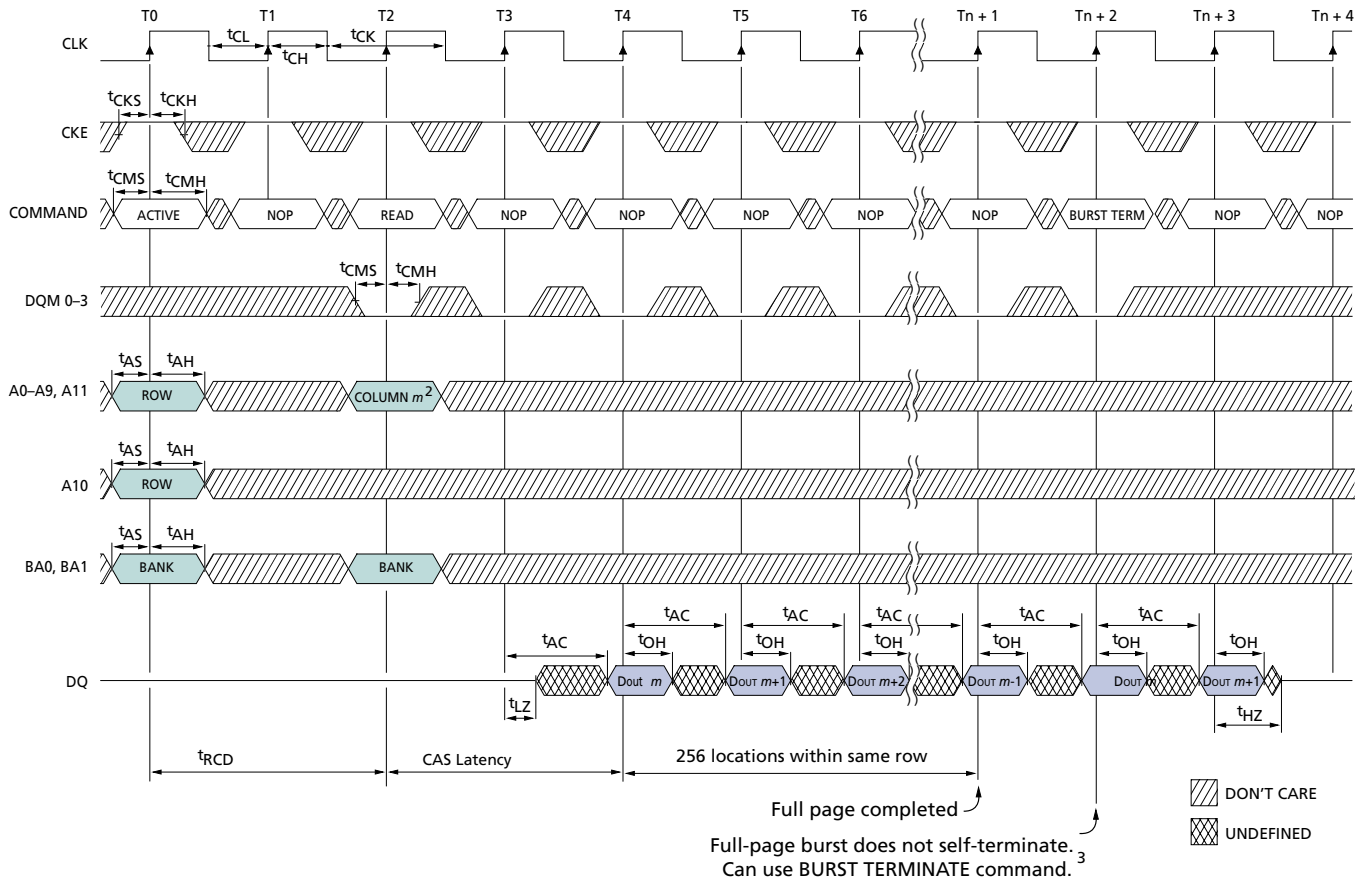 T0 T1 T2 T3 T4 T5 T6 Tn + 1 Tn + 2 Tn + 3 Tn + 4
CLK
tCL tCK
tCH
tCKS tCKH
CKE
tCMS tCMH
COMMAND ACTIVE NOP READ NOP NOP NOP NOP NOP BURST TERM NOP NOP
tCMS tCMH
DQM 0–3
tAS tAH
A0–A9, A11 ROW COLUMN m2
tAS tAH
A10 ROW
tAS tAH
BA0, BA1 BANK BANK
tAC tAC tAC tAC tAC
tAC tOH tOH tOH tOH tOH tOH
DQ Dout m DOUT m+1 DOUT m+2 DOUT m-1 DOUT m DOUT m+1
tLZ tHZ
tRCD CAS Latency 256 locations within same row
DON'T CARE
Full page completed
UNDEFINED
Full-page burst does not self-terminate.
Can use BURST TERMINATE command. 3